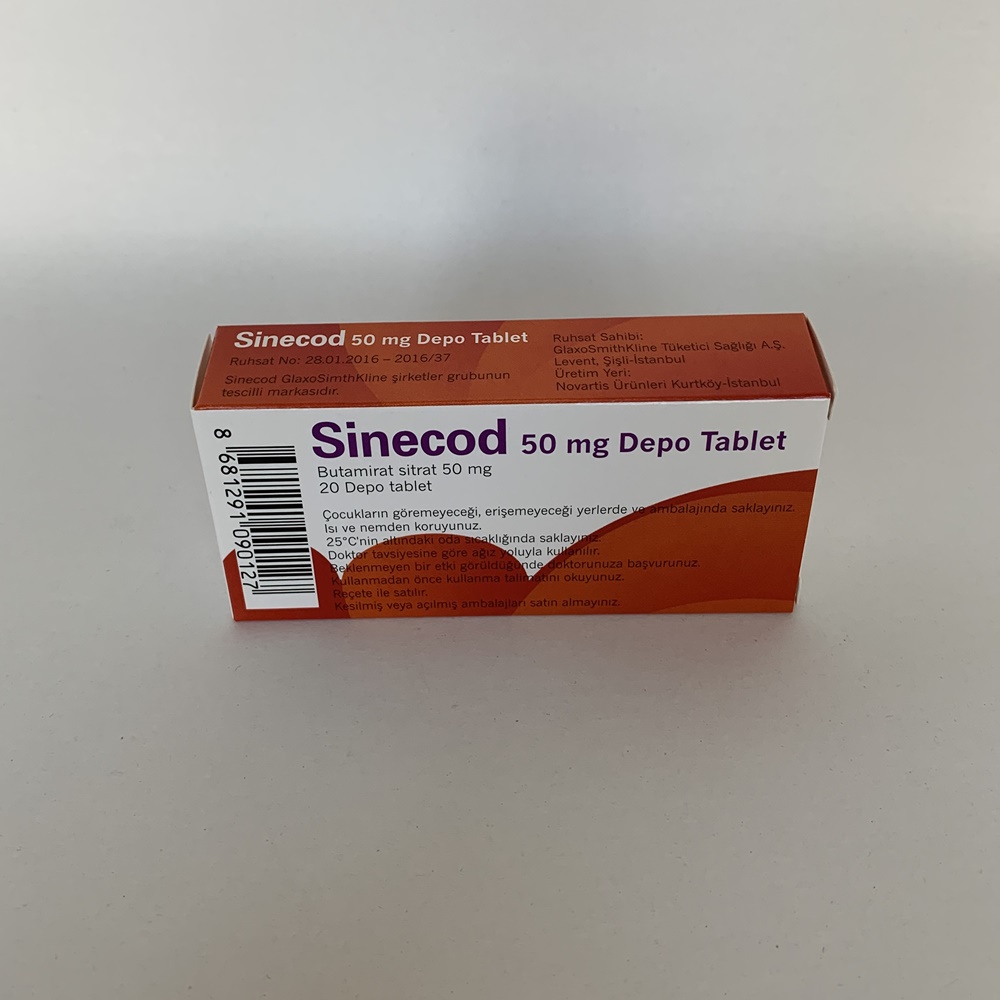 Sinecod 50 mg Depo Tablet
Ruhsat No: 28.01.2016 – 2016/37
Sinecod GlaxoSimthKline şirketler grubunun
tescilli markasıdır.
Ruhsat Sahibi:
GlaxoSmithKline Tüketici Sağlığı A.Ş.
Levent, Şişli-İstanbul
Üretim Yeri:
Novartis Ürünleri Kurtköy-İstanbul
8 681291 090127
Sinecod 50 mg Depo Tablet
Butamirat sitrat 50 mg
20 Depo tablet
Çocukların göremeyeceği, erişemeyeceği yerlerde ve ambalajında saklayınız.
Isı ve nemden koruyunuz.
25°C'nin altındaki oda sıcaklığında saklayınız.
Doktor tavsiyesine göre ağız yoluyla kullanılır.
Beklenmeyen bir etki görüldüğünde doktorunuza başvurunuz.
Kullanmadan önce kullanma talimatını okuyunuz.
Reçete ile satılır.
Kesilmiş veya açılmış ambalajları satın almayınız.